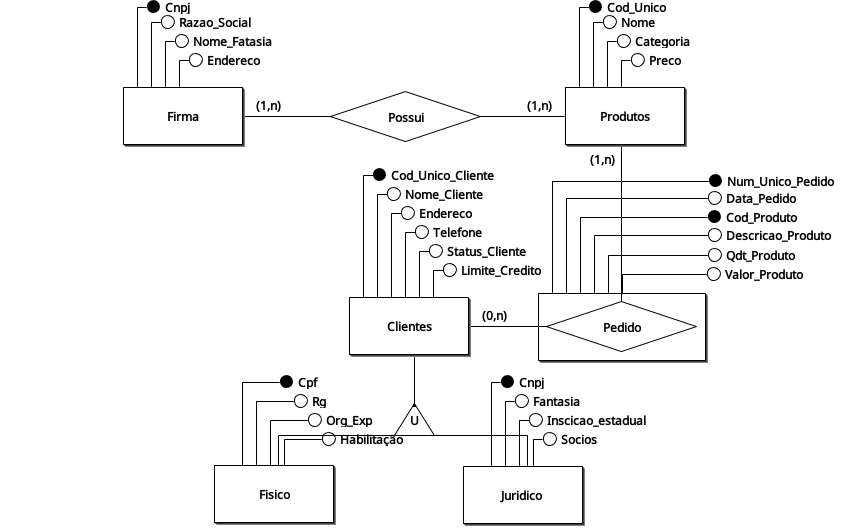 Cnpj
Razao_Social
Nome_Fatasia
Endereco
Cod_Unico
Nome
Categoria
Preco
Firma
(1,n)
Possui
(1,n)
Produtos
(1,n)
Cod_Unico_Cliente
Nome_Cliente
Endereco
Telefone
Status_Cliente
Limite_Credito
Num_Unico_Pedido
Data_Pedido
Cod_Produto
Descricao_Produto
Qdt_Produto
Valor_Produto
Clientes
(0,n)
Pedido
Cpf
Rg
Org_Exp
Habilitação
U
Cnpj
Fantasia
Inscicao_estadual
Socios
Fisico
Juridico